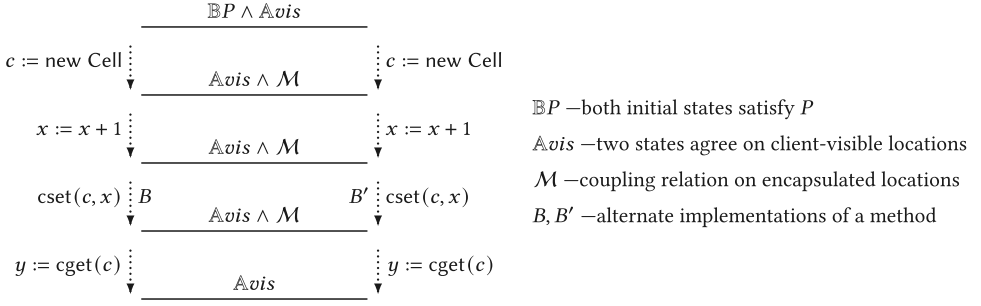 𝔹P ∧ 𝔸vis
c := new Cell
c := new Cell
𝔸vis ∧ ℳ
x := x + 1
x := x + 1
𝔸vis ∧ ℳ
cset(c, x) B
B′ cset(c, x)
𝔸vis ∧ ℳ
y := cget(c)
y := cget(c)
𝔸vis
𝔹P −both initial states satisfy P
𝔸vis −two states agree on client-visible locations
ℳ −coupling relation on encapsulated locations
B, B′ −alternate implementations of a method